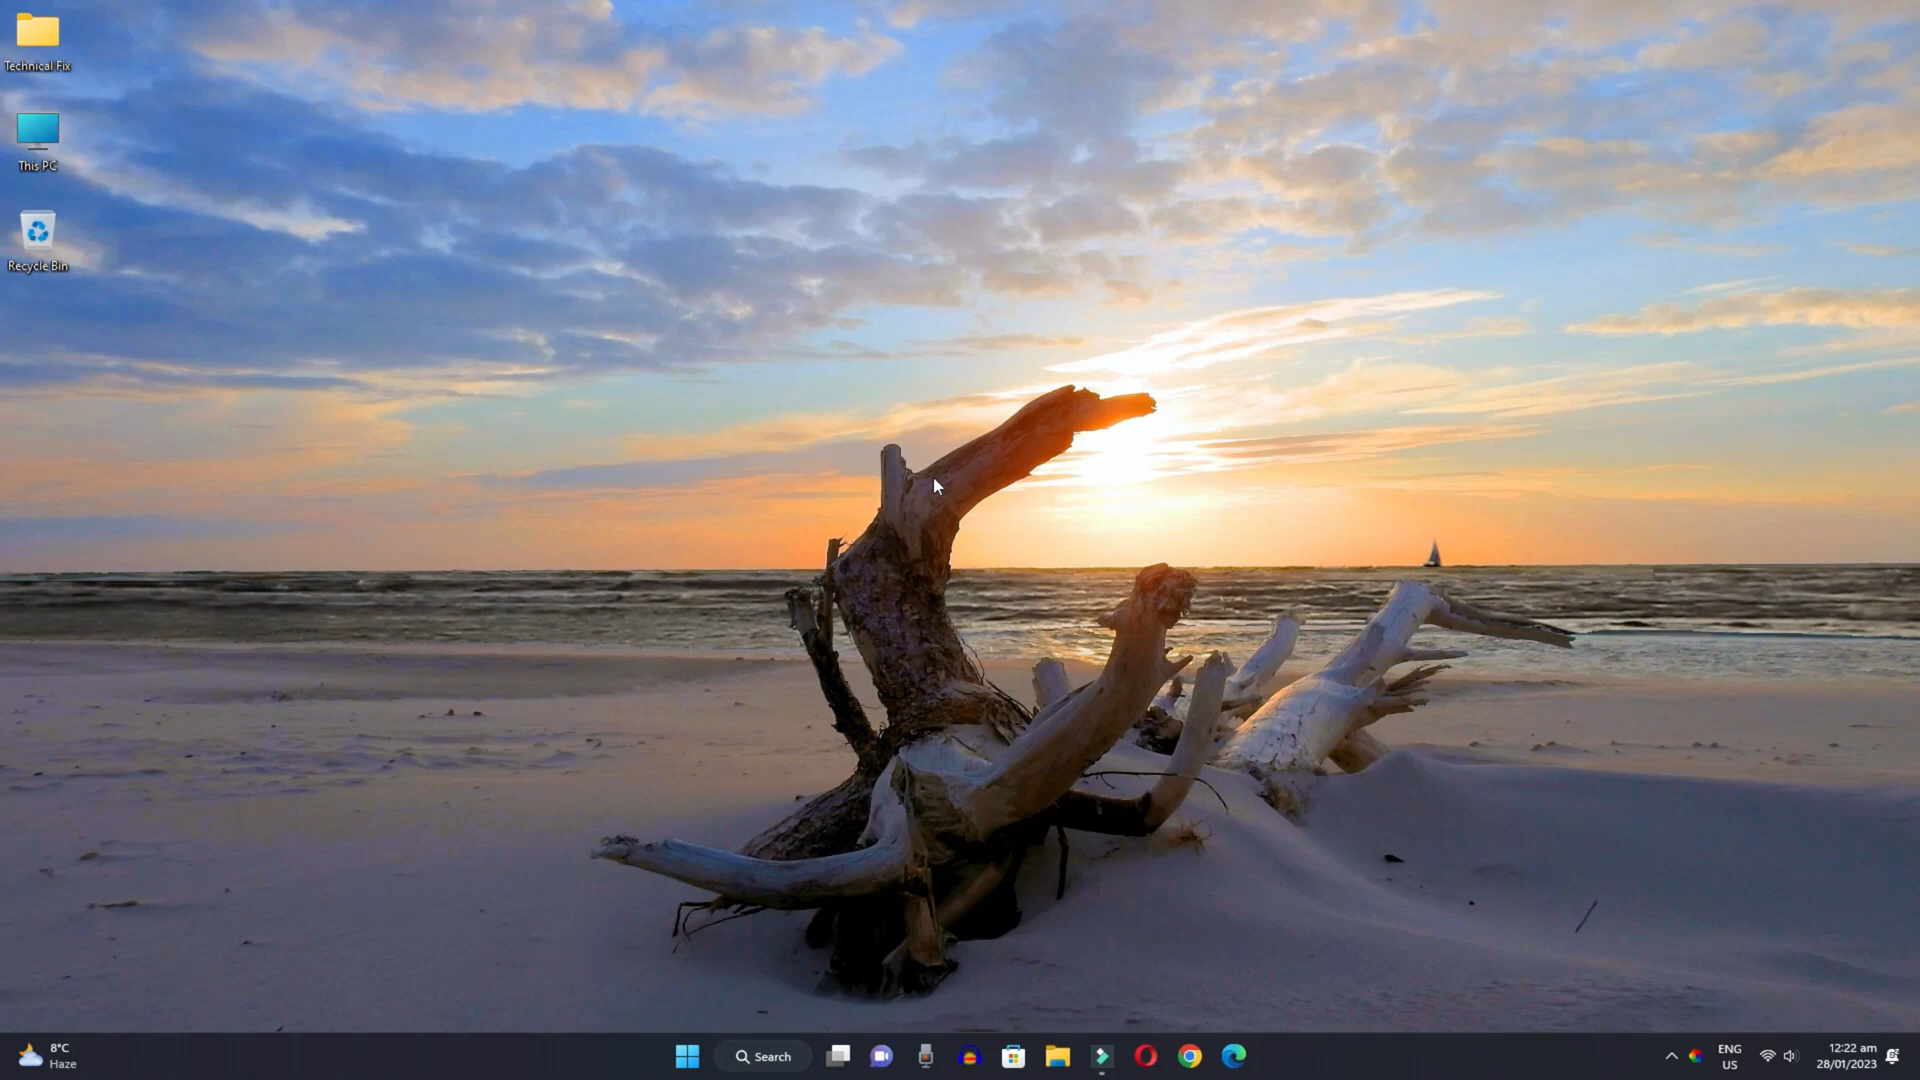 Technical Fix
This PC
Recycle Bin
8°C
Haze
Search
ENG
US
12:22 am
28/01/2023